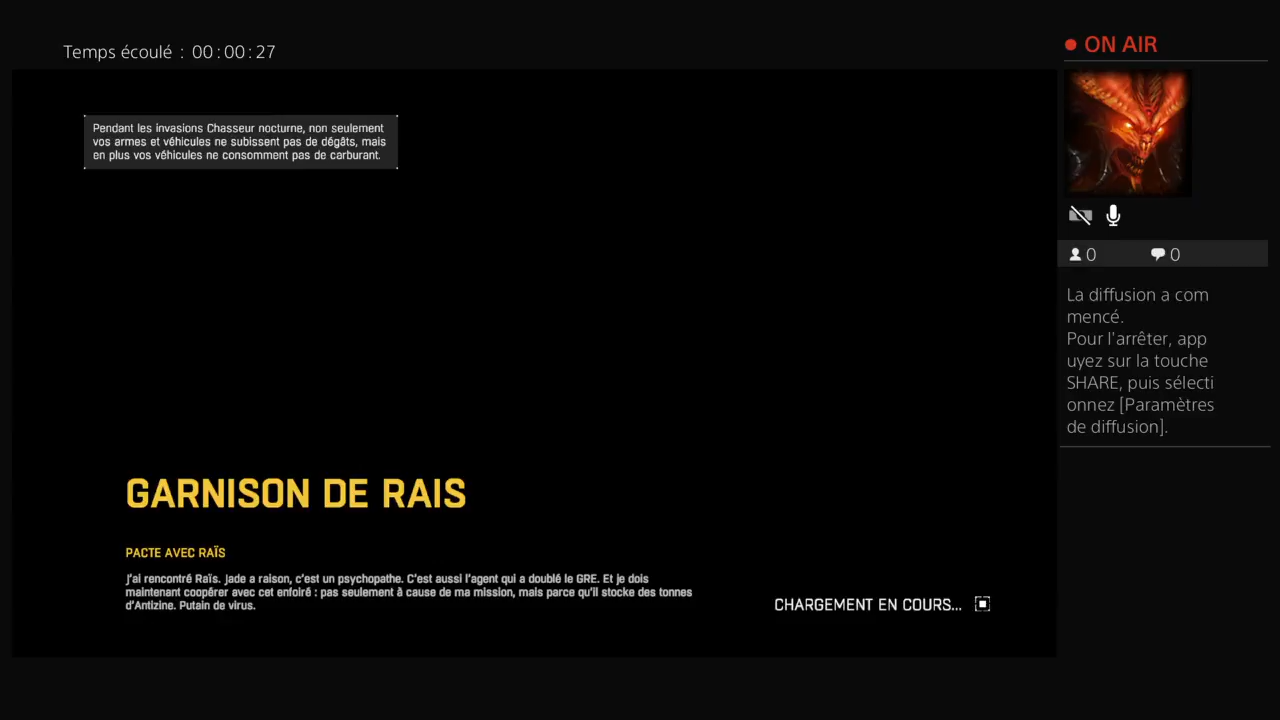 Temps écoulé : 00:00:27
ON AIR
Pendant les invasions Chasseur nocturne, non seulement
vos armes et véhicules ne subissent pas de dégâts, mais
en plus vos véhicules ne consomment pas de carburant.
0
0
La diffusion a com
mencé.
Pour l'arrêter, app
uyez sur la touche
SHARE, puis sélecti
onnez [Paramètres
de diffusion].
GARNISON DE RAIS
PACTE AVEC RAÏS
J'ai rencontré Raïs. Jade a raison, c'est un psychopathe. C'est aussi l'agent qui a doublé le GRE. Et je dois
maintenant coopérer avec cet enfoiré : pas seulement à cause de ma mission, mais parce qu'il stocke des tonnes
d'Antizine. Putain de virus.
CHARGEMENT EN COURS...